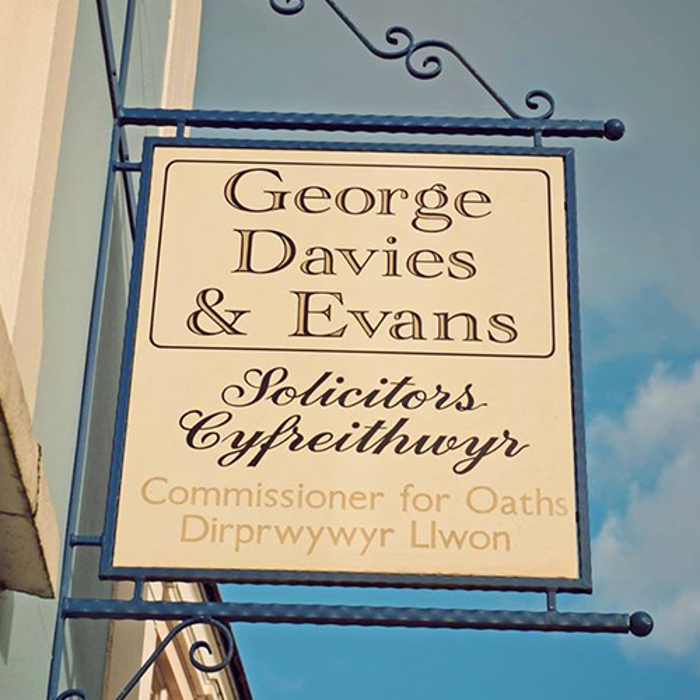 George
Davies
& Evans
Solicitors
Cyfreithwyr
Commissioner for Oaths
Dirprwywyr Llwon